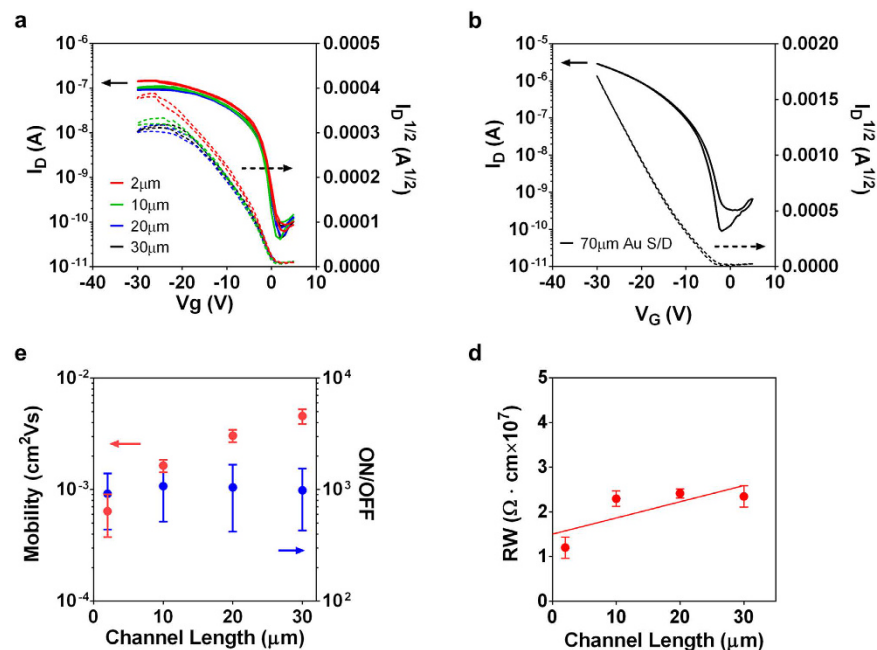 a
10^-6
10^-7
10^-8
10^-9
10^-10
10^-11
I_D (A)
2μm
10μm
20μm
30μm
0.0005
0.0004
0.0003
0.0002
0.0001
0.0000
I_D^1/2 (A^1/2)
-40 -30 -20 -10 0 10
Vg (V)
b
10^-5
10^-6
10^-7
10^-8
10^-9
10^-10
10^-11
I_D (A)
70μm Au S/D
0.0020
0.0015
0.0010
0.0005
0.0000
I_D^1/2 (A^1/2)
-40 -30 -20 -10 0 10
V_G (V)
e
10^-2
10^-3
10^-4
Mobility (cm^2Vs)
10^4
10^3
10^2
ON/OFF
0 10 20 30
Channel Length (μm)
d
5
4
3
2
1
0
RW (Ω · cm×10^7)
0 10 20 30
Channel Length (μm)